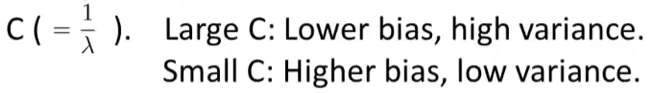 C ( = 1/λ ). Large C: Lower bias, high variance.
Small C: Higher bias, low variance.